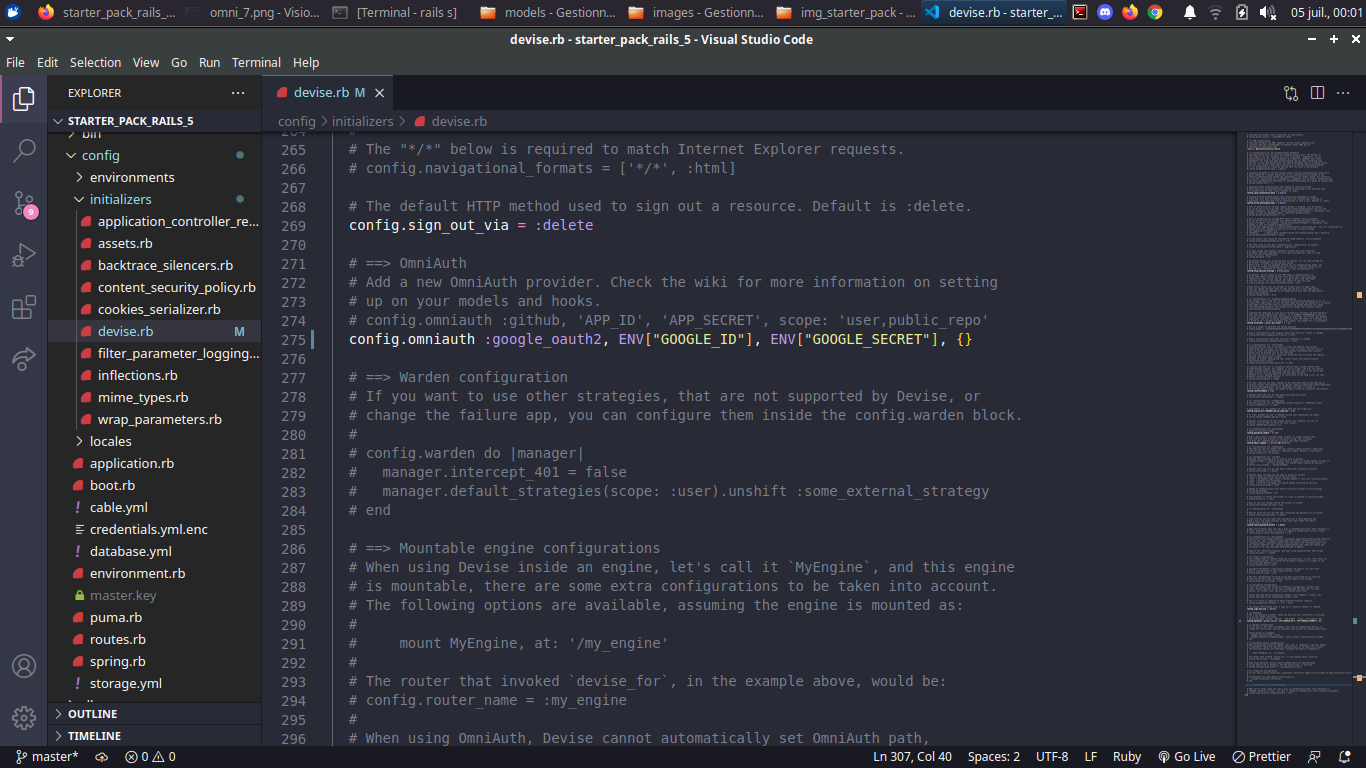 starter_pack_rails_...
omni_7.png - Visio...
[Terminal - rails s]
models - Gestionn...
images - Gestionn...
img_starter_pack - ...
devise.rb - starter_...
05 juil., 00:01
devise.rb - starter_pack_rails_5 - Visual Studio Code
File Edit Selection View Go Run Terminal Help
EXPLORER
STARTER_PACK_RAILS_5
bin
config
environments
initializers
application_controller_re...
assets.rb
backtrace_silencers.rb
content_security_policy.rb
cookies_serializer.rb
devise.rb M
filter_parameter_logging...
inflections.rb
mime_types.rb
wrap_parameters.rb
locales
application.rb
boot.rb
cable.yml
credentials.yml.enc
database.yml
environment.rb
master.key
puma.rb
routes.rb
spring.rb
storage.yml
OUTLINE
TIMELINE
9
devise.rb M
config > initializers > devise.rb
264 #
265 # The "*/*" below is required to match Internet Explorer requests.
266 # config.navigational_formats = ['*/*', :html]
267
268 # The default HTTP method used to sign out a resource. Default is :delete.
269 config.sign_out_via = :delete
270
271 # ==> OmniAuth
272 # Add a new OmniAuth provider. Check the wiki for more information on setting
273 # up on your models and hooks.
274 # config.omniauth :github, 'APP_ID', 'APP_SECRET', scope: 'user,public_repo'
275 config.omniauth :google_oauth2, ENV["GOOGLE_ID"], ENV["GOOGLE_SECRET"], {}
276
277 # ==> Warden configuration
278 # If you want to use other strategies, that are not supported by Devise, or
279 # change the failure app, you can configure them inside the config.warden block.
280 #
281 # config.warden do |manager|
282 #   manager.intercept_401 = false
283 #   manager.default_strategies(scope: :user).unshift :some_external_strategy
284 # end
285
286 # ==> Mountable engine configurations
287 # When using Devise inside an engine, let's call it `MyEngine`, and this engine
288 # is mountable, there are some extra configurations to be taken into account.
289 # The following options are available, assuming the engine is mounted as:
290 #
291 #     mount MyEngine, at: '/my_engine'
292 #
293 # The router that invoked `devise_for`, in the example above, would be:
294 # config.router_name = :my_engine
295 #
296 # When using OmniAuth, Devise cannot automatically set OmniAuth path,
master* 0 0 Ln 307, Col 40 Spaces: 2 UTF-8 LF Ruby Go Live Prettier